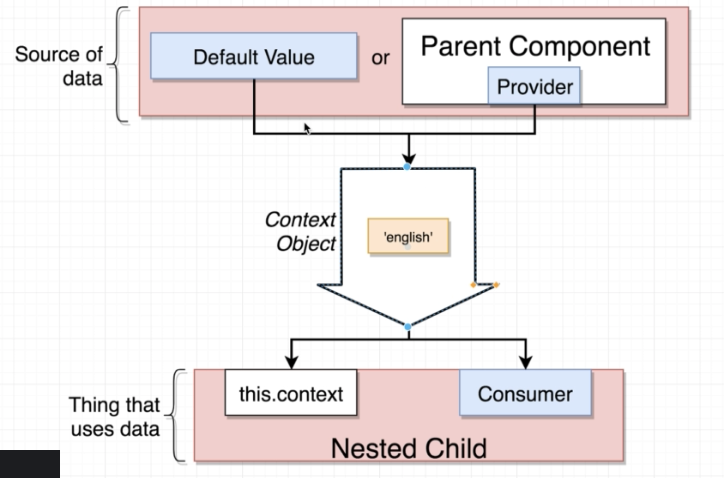 Source of
data
Default Value
or
Parent Component
Provider
Context
Object
'english'
Thing that
uses data
this.context
Consumer
Nested Child